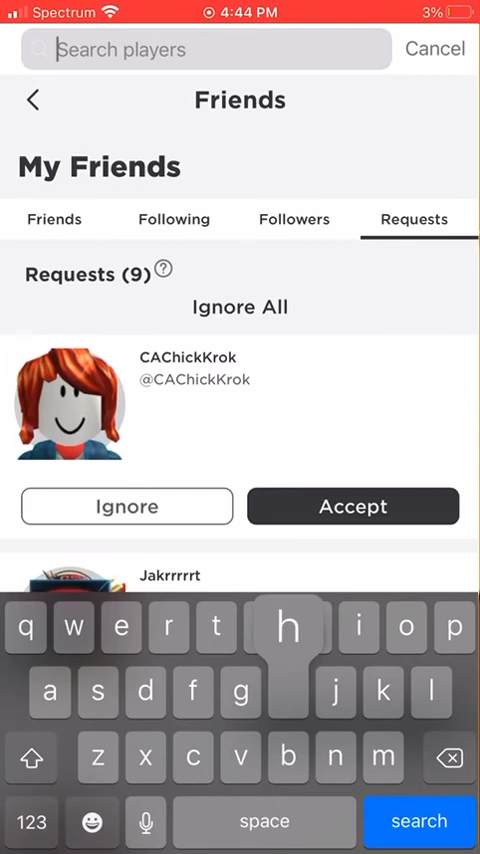 Spectrum 4:44 PM 3%
Search players Cancel
Friends
My Friends
Friends Following Followers Requests
Requests (9) ?
Ignore All
CAChickKrok
@CAChickKrok
Ignore Accept
Jakrrrrrt
q w e r t h i o p
a s d f g j k l
z x c v b n m
123 space search